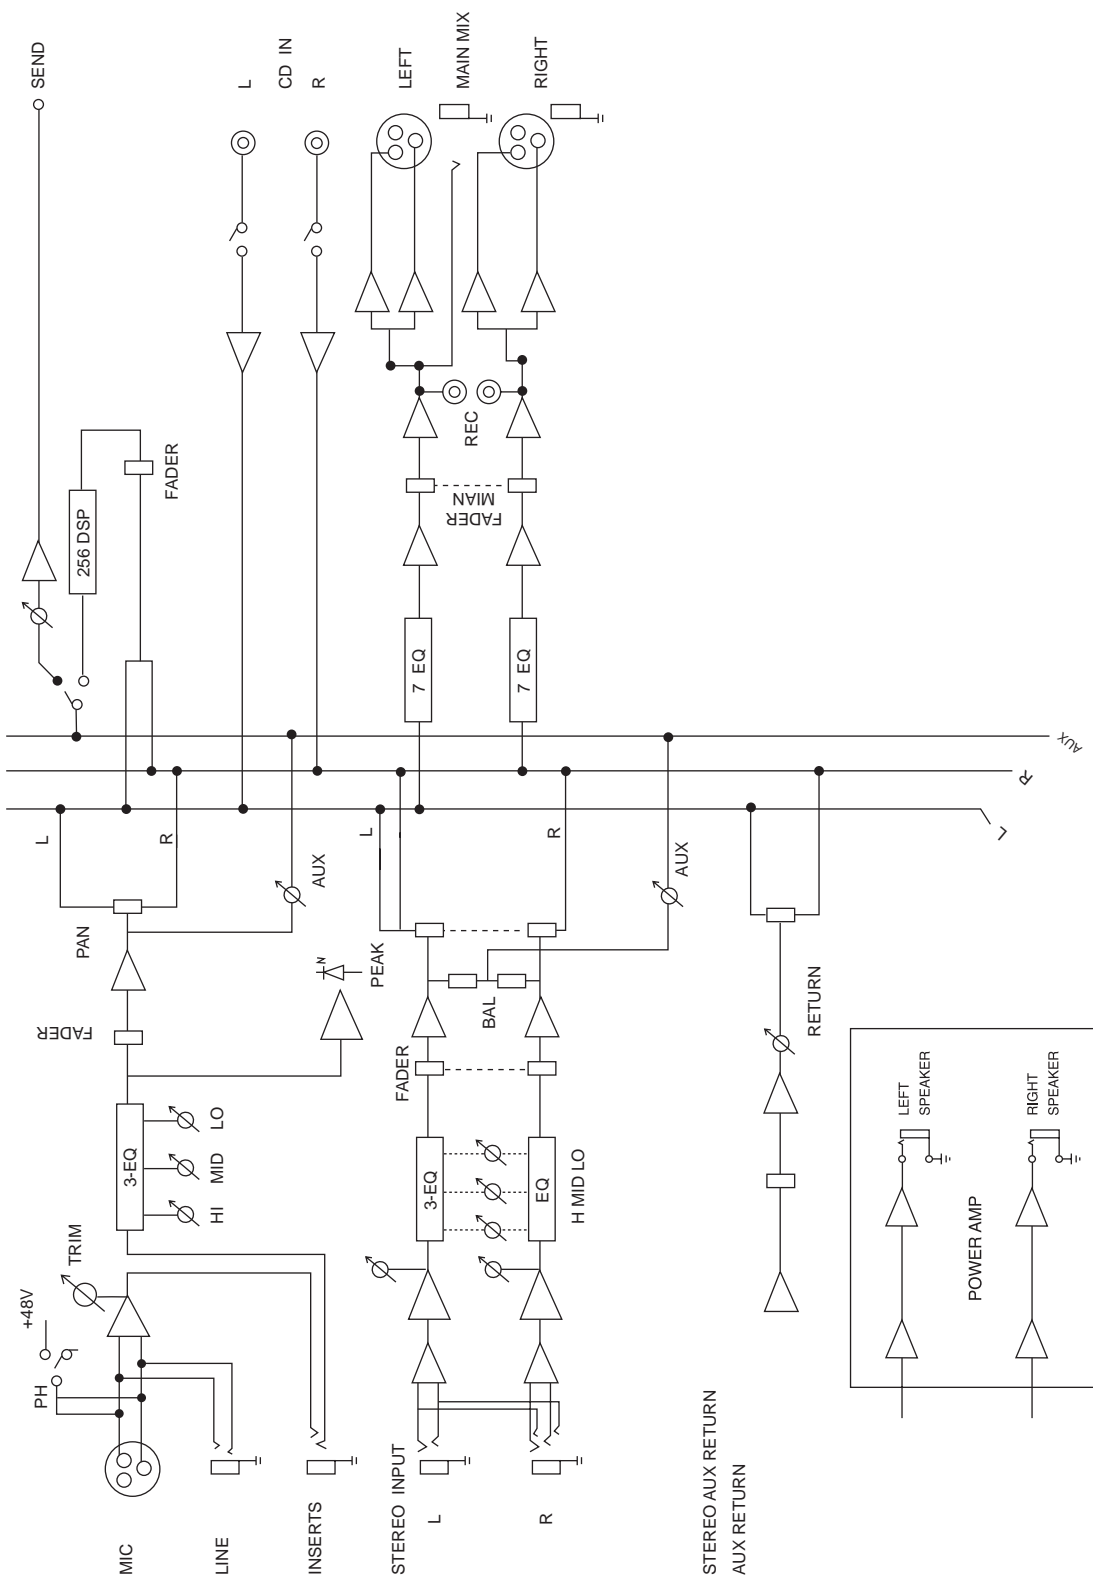 MIC
LINE
INSERTS
STEREO INPUT
L
R
STEREO AUX RETURN
AUX RETURN
PH
+48V
TRIM
3-EQ
HI
MID
LO
FADER
PEAK
N
PAN
L
R
AUX
3-EQ
EQ
H MID LO
FADER
BAL
L
R
AUX
RETURN
POWER AMP
LEFT
SPEAKER
RIGHT
SPEAKER
L
R
AUX
256 DSP
FADER
SEND
L
CD IN
R
7 EQ
7 EQ
FADER
MIAN
REC
LEFT
MAIN MIX
RIGHT